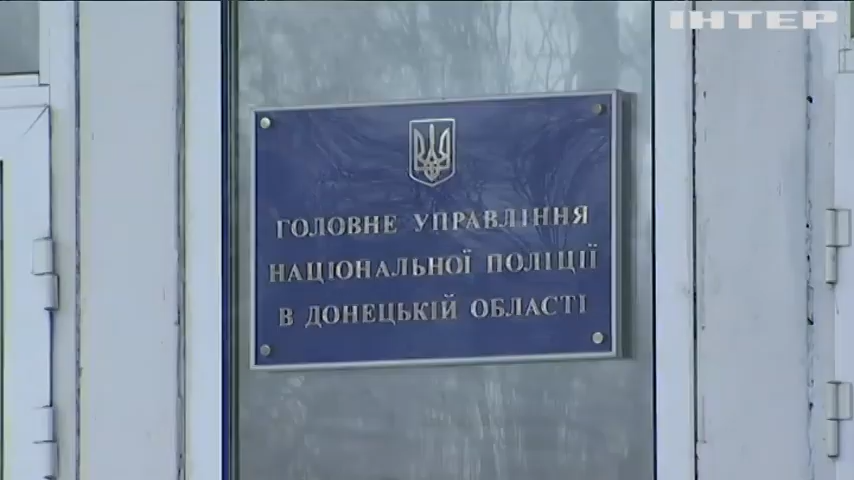 ІНТЕР
ГОЛОВНЕ УПРАВЛІННЯ
НАЦІОНАЛЬНОЇ ПОЛІЦІЇ
В ДОНЕЦЬКІЙ ОБЛАСТІ